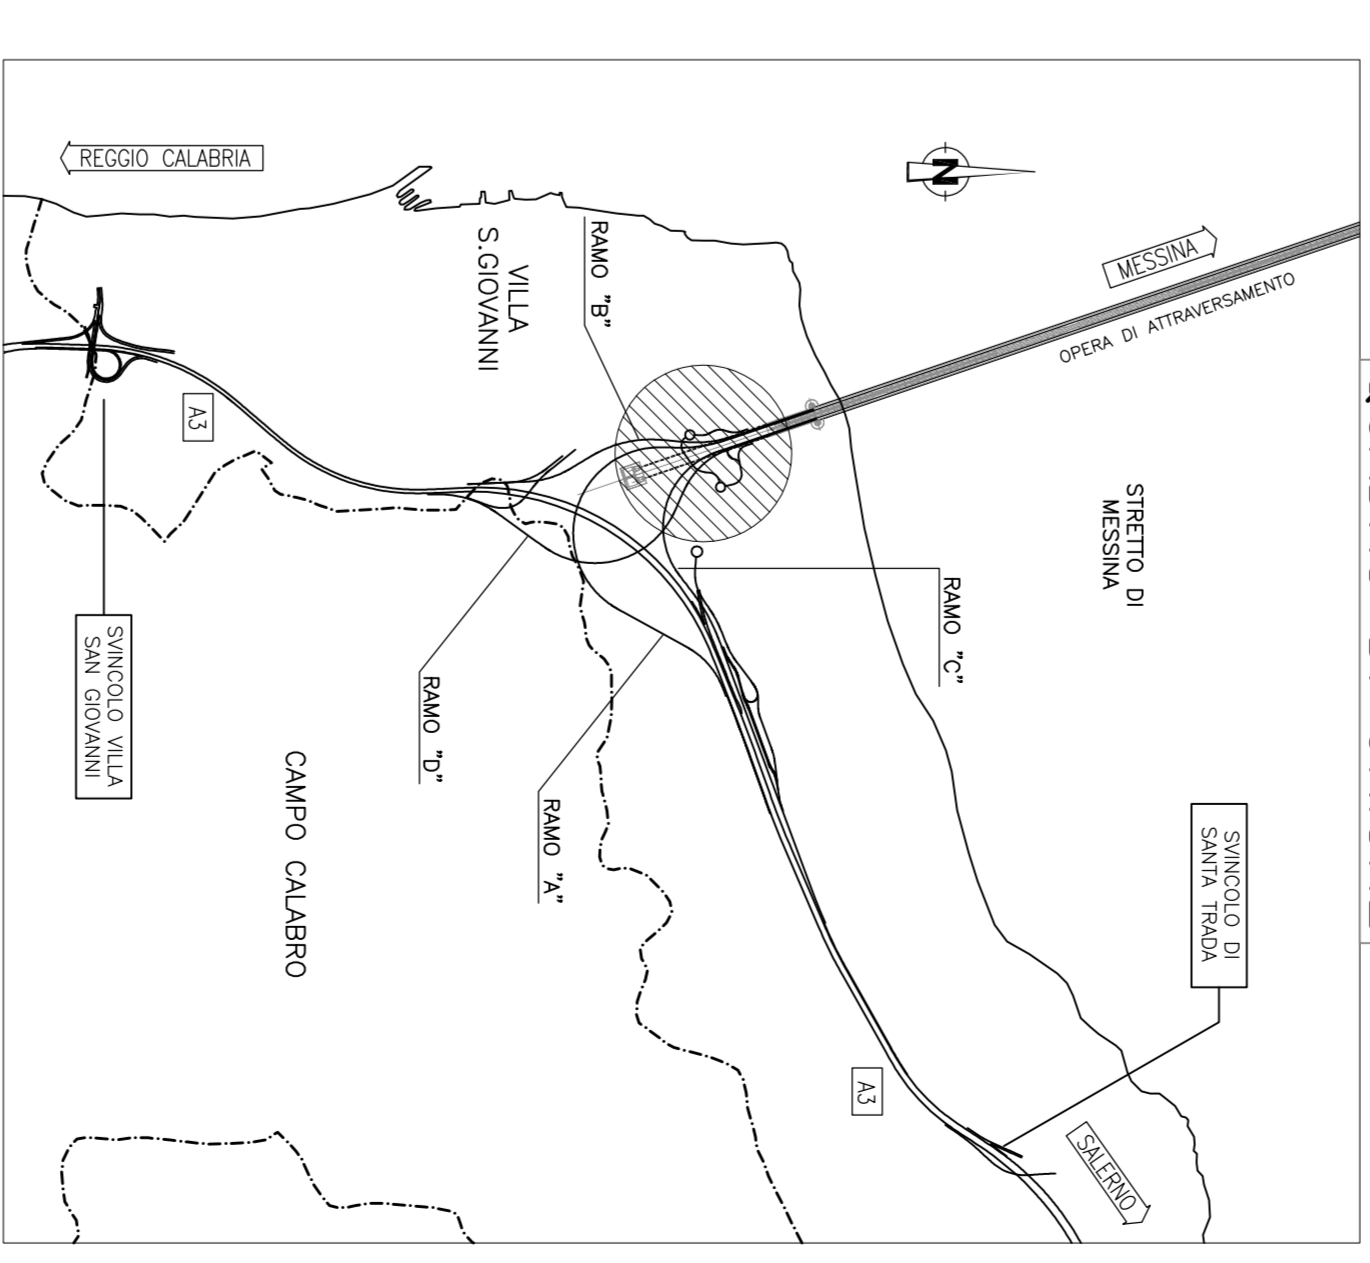 REGGIO CALABRIA
N
MESSINA
OPERA DI ATTRAVERSAMENTO
VILLA
S.GIOVANNI
RAMO "B"
A3
STRETTO DI
MESSINA
RAMO "C"
SVINCOLO VILLA
SAN GIOVANNI
RAMO "D"
RAMO "A"
CAMPO CALABRO
SVINCOLO DI
SANTA TRADA
A3
SALERNO